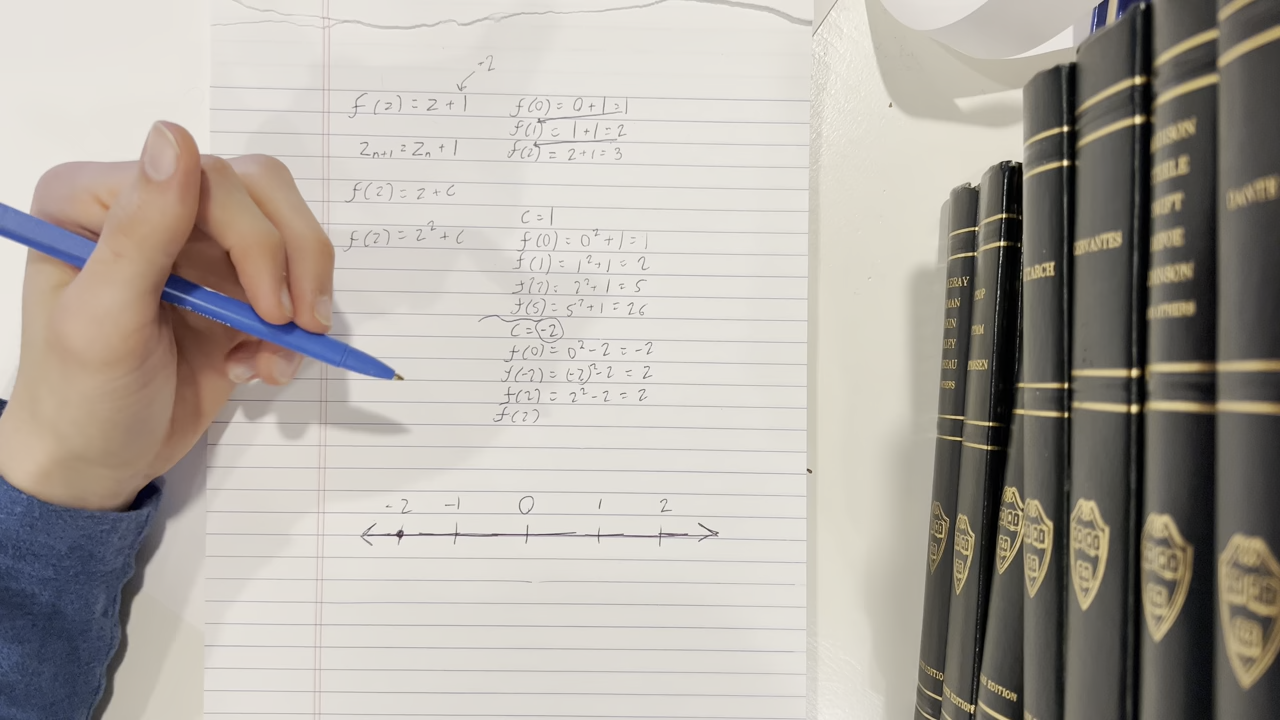 -2
f(z) = z + 1
z_{n+1} = z_n + 1
f(z) = z + c
f(z) = z² + c
f(0) = 0 + 1 = 1
f(1) = 1 + 1 = 2
f(2) = 2 + 1 = 3
c = 1
f(0) = 0² + 1 = 1
f(1) = 1² + 1 = 2
f(2) = 2² + 1 = 5
f(5) = 5² + 1 = 26
c = -2
f(0) = 0² - 2 = -2
f(-2) = (-2)² - 2 = 2
f(2) = 2² - 2 = 2
f(2)
-2 -1 0 1 2
CERVANTES